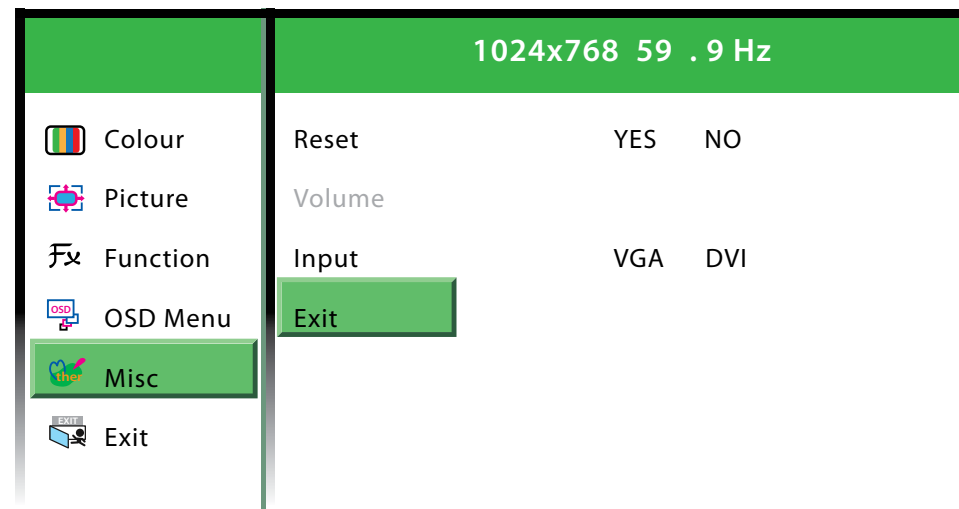 1024x768 59 . 9 Hz
Colour
Picture
Fx Function
OSD OSD Menu
ther Misc
EXIT Exit
Reset YES NO
Volume
Input VGA DVI
Exit